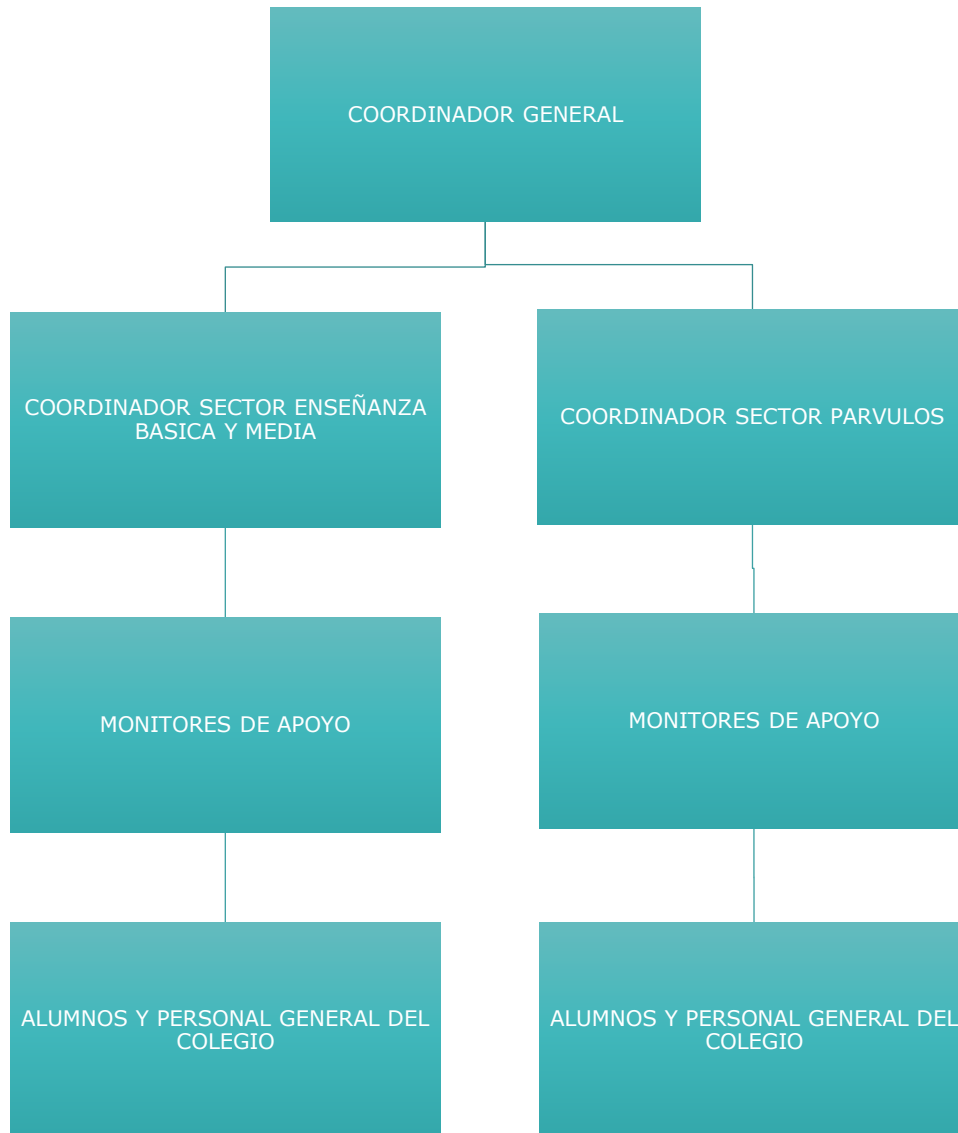 COORDINADOR GENERAL
COORDINADOR SECTOR ENSEÑANZA
BASICA Y MEDIA
COORDINADOR SECTOR PARVULOS
MONITORES DE APOYO
MONITORES DE APOYO
ALUMNOS Y PERSONAL GENERAL DEL
COLEGIO
ALUMNOS Y PERSONAL GENERAL DEL
COLEGIO